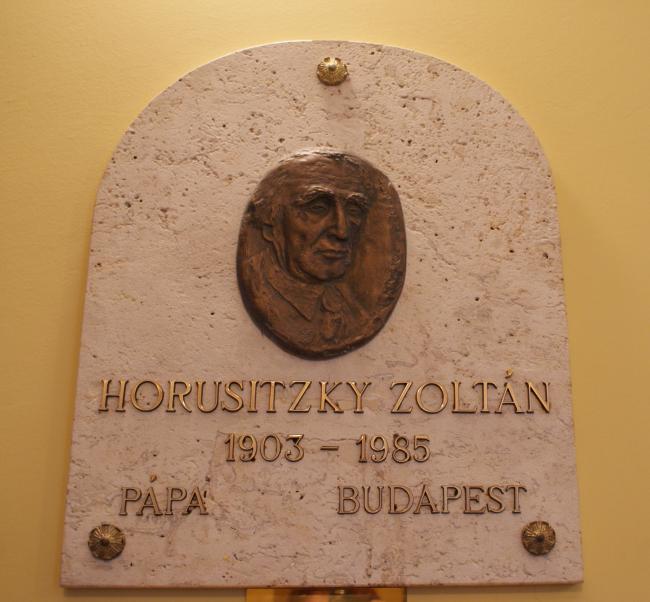 HORUSITZKY ZOLTÁN
1903 – 1985
PÁPA BUDAPEST